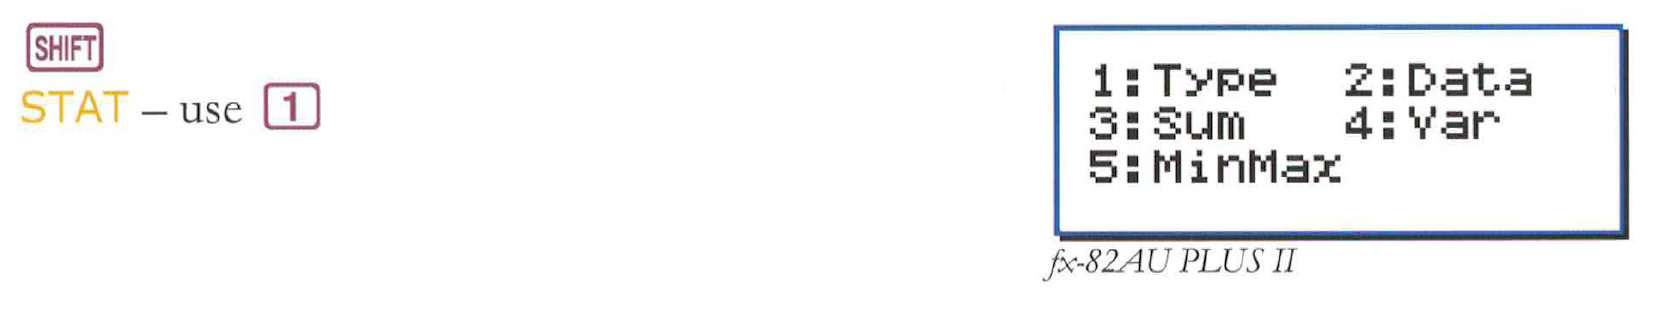 SHIFT
STAT – use 1
1:Type 2:Data
3:Sum 4:Var
5:MinMax
fx-82AU PLUS II